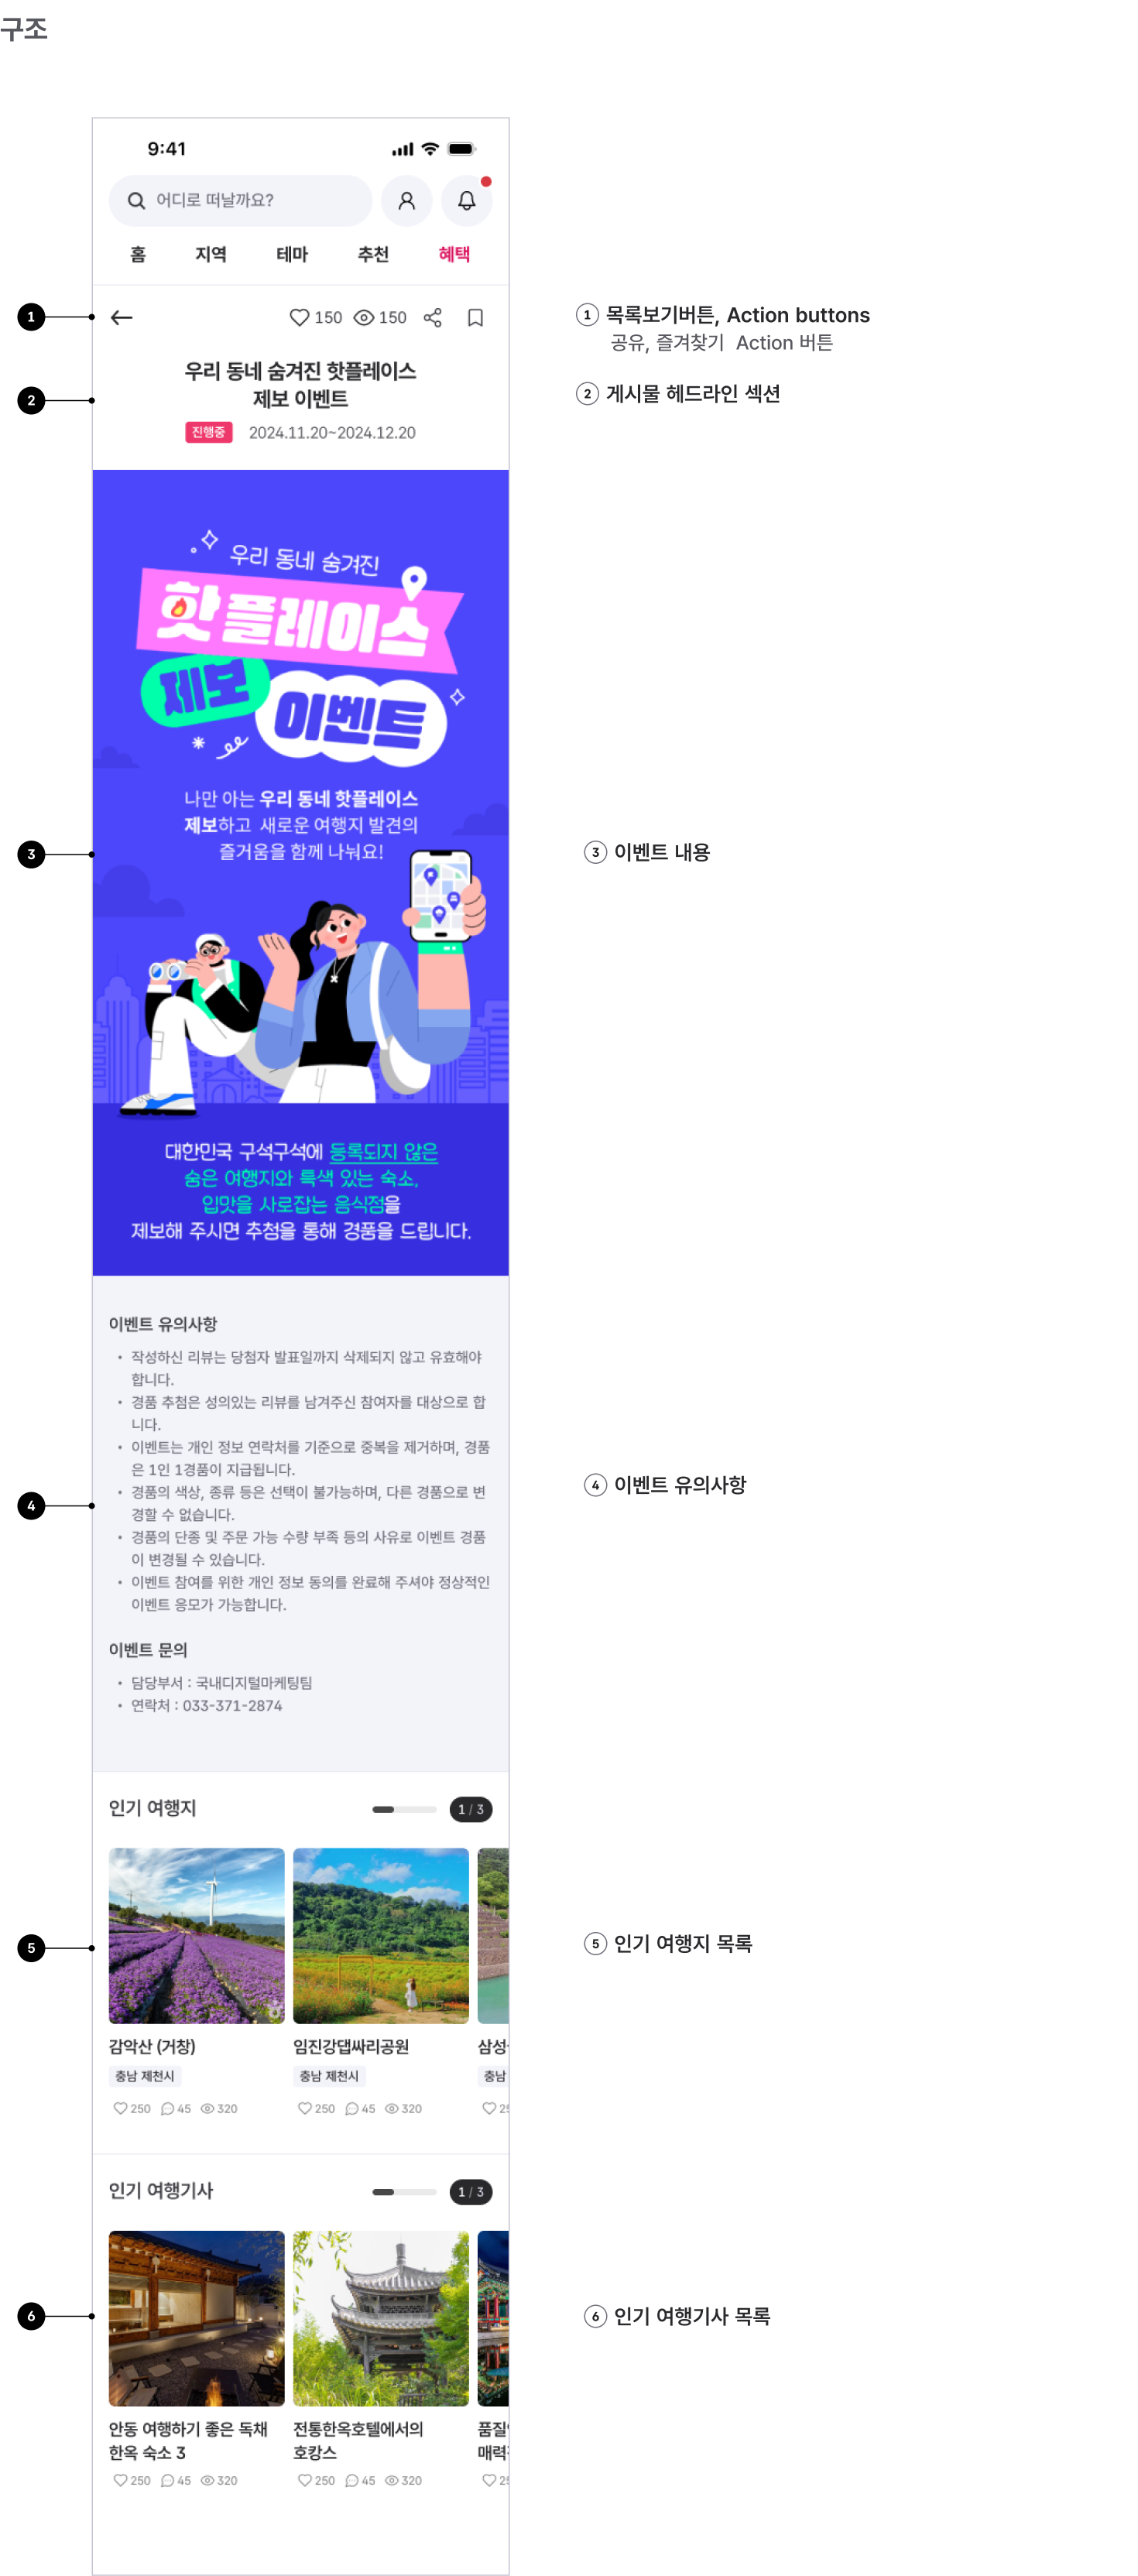 구조
9:41
어디로 떠날까요?
홈 지역 테마 추천 혜택
1
150 150
① 목록보기버튼, Action buttons
공유, 즐겨찾기 Action 버튼
2
우리 동네 숨겨진 핫플레이스
제보 이벤트
진행중 2024.11.20~2024.12.20
② 게시물 헤드라인 섹션
우리 동네 숨겨진
핫플레이스
제보
이벤트
나만 아는 우리 동네 핫플레이스
제보하고 새로운 여행지 발견의
즐거움을 함께 나눠요!
3
③ 이벤트 내용
대한민국 구석구석에 등록되지 않은
숨은 여행지와 특색 있는 숙소,
입맛을 사로잡는 음식점을
제보해 주시면 추첨을 통해 경품을 드립니다.
이벤트 유의사항
• 작성하신 리뷰는 당첨자 발표일까지 삭제되지 않고 유효해야
합니다.
• 경품 추첨은 성의있는 리뷰를 남겨주신 참여자를 대상으로 합
니다.
• 이벤트는 개인 정보 연락처를 기준으로 중복을 제거하며, 경품
은 1인 1경품이 지급됩니다.
• 경품의 색상, 종류 등은 선택이 불가능하며, 다른 경품으로 변
경할 수 없습니다.
• 경품의 단종 및 주문 가능 수량 부족 등의 사유로 이벤트 경품
이 변경될 수 있습니다.
• 이벤트 참여를 위한 개인 정보 동의를 완료해 주셔야 정상적인
이벤트 응모가 가능합니다.
4
④ 이벤트 유의사항
이벤트 문의
• 담당부서 : 국내디지털마케팅팀
• 연락처 : 033-371-2874
인기 여행지 1 / 3
5
⑤ 인기 여행지 목록
감악산 (거창) 임진강댑싸리공원 삼성
충남 제천시 충남 제천시 충남
250 45 320 250 45 320 25
인기 여행기사 1 / 3
6
⑥ 인기 여행기사 목록
안동 여행하기 좋은 독채 전통한옥호텔에서의 품질
한옥 숙소 3 호캉스 매력
250 45 320 250 45 320 25